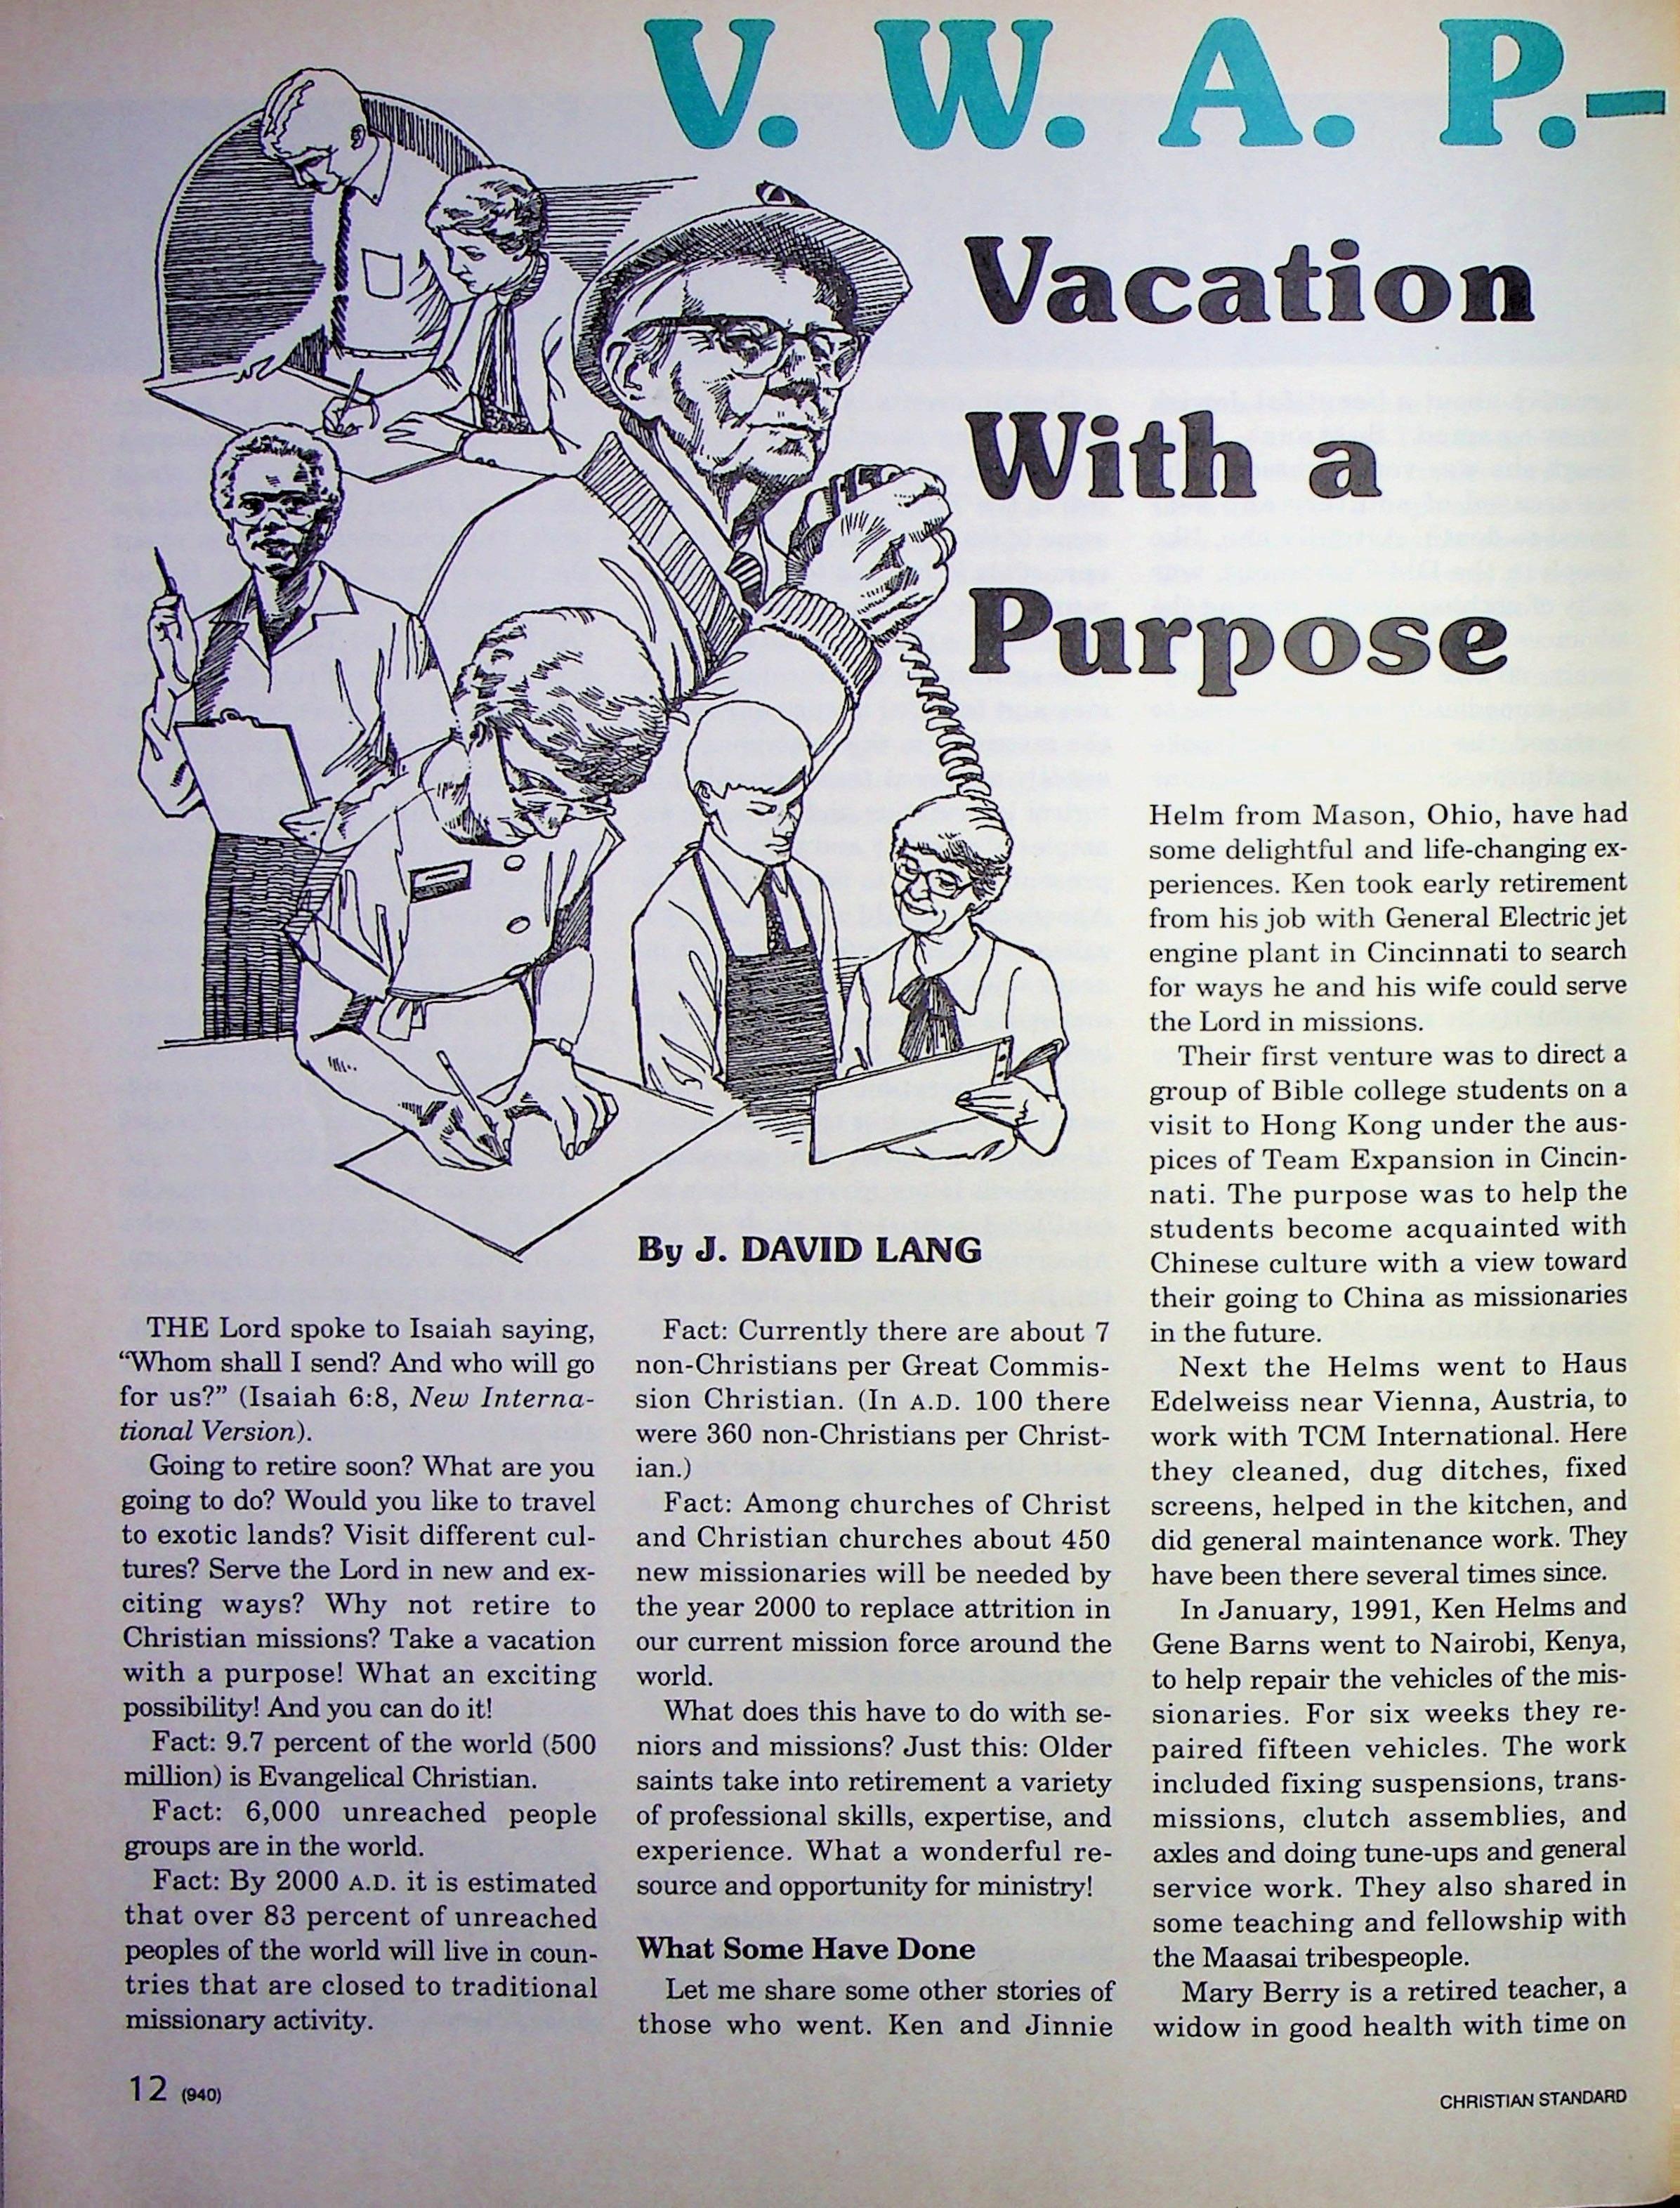 V. W. A. P.–
Vacation
With a
Purpose
By J. DAVID LANG
THE Lord spoke to Isaiah saying,
“Whom shall I send? And who will go
for us?” (Isaiah 6:8, New Interna-
tional Version).
Going to retire soon? What are you
going to do? Would you like to travel
to exotic lands? Visit different cul-
tures? Serve the Lord in new and ex-
citing ways? Why not retire to
Christian missions? Take a vacation
with a purpose! What an exciting
possibility! And you can do it!
Fact: 9.7 percent of the world (500
million) is Evangelical Christian.
Fact: 6,000 unreached people
groups are in the world.
Fact: By 2000 A.D. it is estimated
that over 83 percent of unreached
peoples of the world will live in coun-
tries that are closed to traditional
missionary activity.
Fact: Currently there are about 7
non-Christians per Great Commis-
sion Christian. (In A.D. 100 there
were 360 non-Christians per Christ-
ian.)
Fact: Among churches of Christ
and Christian churches about 450
new missionaries will be needed by
the year 2000 to replace attrition in
our current mission force around the
world.
What does this have to do with se-
niors and missions? Just this: Older
saints take into retirement a variety
of professional skills, expertise, and
experience. What a wonderful re-
source and opportunity for ministry!
What Some Have Done
Let me share some other stories of
those who went. Ken and Jinnie
Helm from Mason, Ohio, have had
some delightful and life-changing ex-
periences. Ken took early retirement
from his job with General Electric jet
engine plant in Cincinnati to search
for ways he and his wife could serve
the Lord in missions.
Their first venture was to direct a
group of Bible college students on a
visit to Hong Kong under the aus-
pices of Team Expansion in Cincin-
nati. The purpose was to help the
students become acquainted with
Chinese culture with a view toward
their going to China as missionaries
in the future.
Next the Helms went to Haus
Edelweiss near Vienna, Austria, to
work with TCM International. Here
they cleaned, dug ditches, fixed
screens, helped in the kitchen, and
did general maintenance work. They
have been there several times since.
In January, 1991, Ken Helms and
Gene Barns went to Nairobi, Kenya,
to help repair the vehicles of the mis-
sionaries. For six weeks they re-
paired fifteen vehicles. The work
included fixing suspensions, trans-
missions, clutch assemblies, and
axles and doing tune-ups and general
service work. They also shared in
some teaching and fellowship with
the Maasai tribespeople.
Mary Berry is a retired teacher, a
widow in good health with time on
12 (940)
CHRISTIAN STANDARD